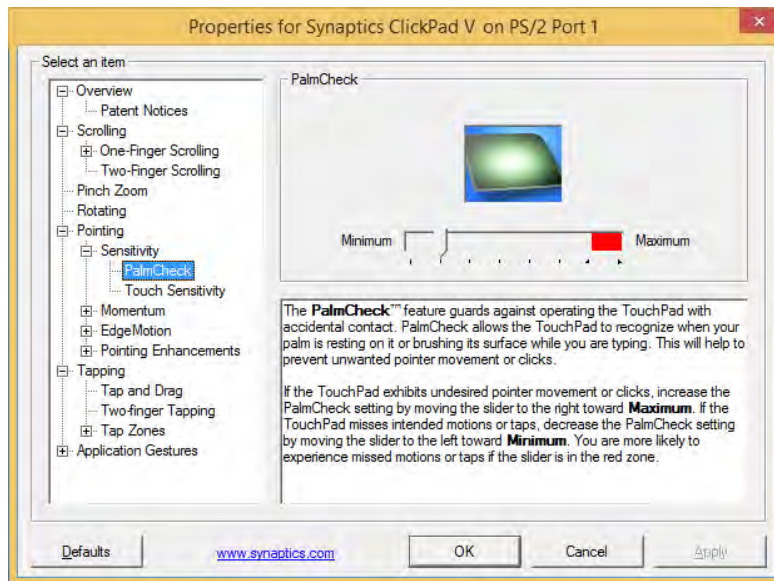 Properties for Synaptics ClickPad V on PS/2 Port 1
Select an item
Overview
Patent Notices
Scrolling
One-Finger Scrolling
Two-Finger Scrolling
Pinch Zoom
Rotating
Pointing
Sensitivity
PalmCheck
Touch Sensitivity
Momentum
EdgeMotion
Pointing Enhancements
Tapping
Tap and Drag
Two-finger Tapping
Tap Zones
Application Gestures
PalmCheck
Minimum Maximum
The PalmCheck™ feature guards against operating the TouchPad with
accidental contact. PalmCheck allows the TouchPad to recognize when your
palm is resting on it or brushing its surface while you are typing. This will help to
prevent unwanted pointer movement or clicks.
If the TouchPad exhibits undesired pointer movement or clicks, increase the
PalmCheck setting by moving the slider to the right toward Maximum. If the
TouchPad misses intended motions or taps, decrease the PalmCheck setting
by moving the slider to the left toward Minimum. You are more likely to
experience missed motions or taps if the slider is in the red zone.
Defaults www.synaptics.com OK Cancel Apply